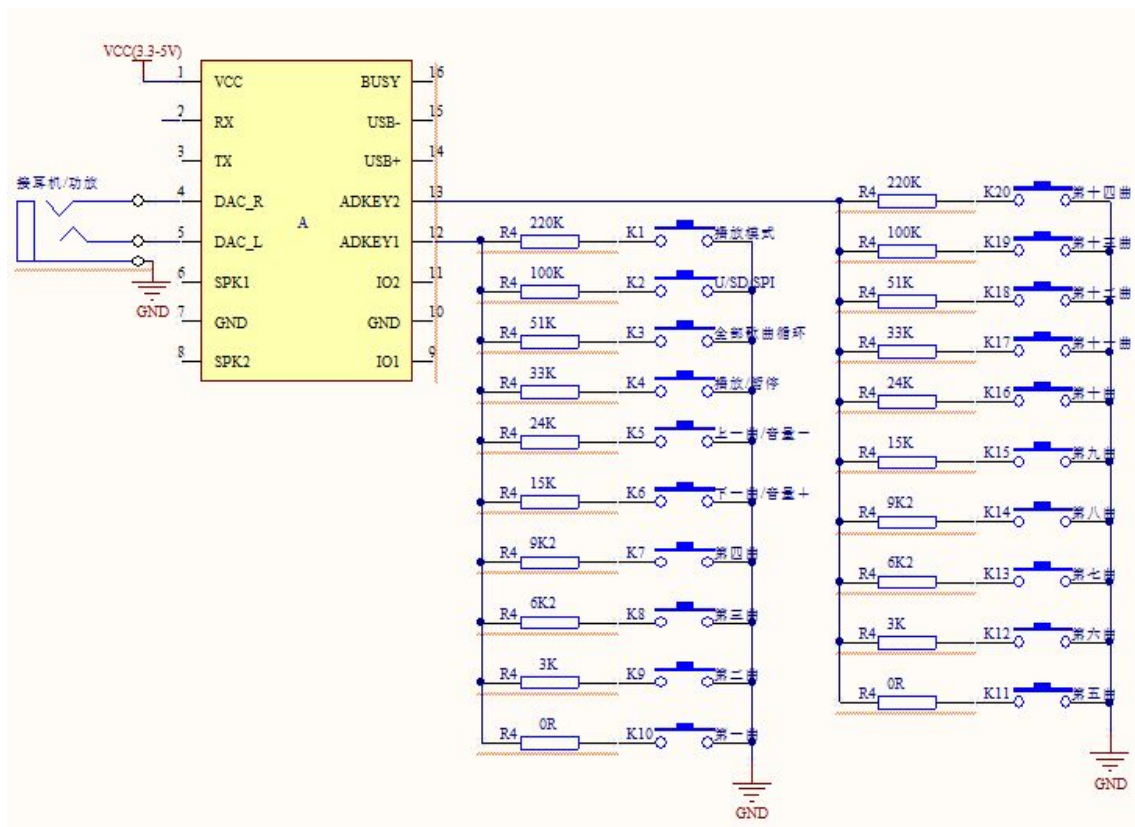 VCC(3.3-5V)
1 VCC BUSY 16
2 RX USB- 15
3 TX USB+ 14
接耳机/功放
4 DAC_R ADKEY2 13
A
5 DAC_L ADKEY1 12
6 SPK1 IO2 11
GND
7 GND GND 10
8 SPK2 IO1 9
R4 220K K1 播放模式
R4 100K K2 U/SD/SPI
R4 51K K3 全部歌曲循环
R4 33K K4 播放/暂停
R4 24K K5 上一曲/音量－
R4 15K K6 下一曲/音量＋
R4 9K2 K7 第四曲
R4 6K2 K8 第三曲
R4 3K K9 第二曲
R4 0R K10 第一曲
GND
R4 220K K20 第十四曲
R4 100K K19 第十三曲
R4 51K K18 第十二曲
R4 33K K17 第十一曲
R4 24K K16 第十曲
R4 15K K15 第九曲
R4 9K2 K14 第八曲
R4 6K2 K13 第七曲
R4 3K K12 第六曲
R4 0R K11 第五曲
GND